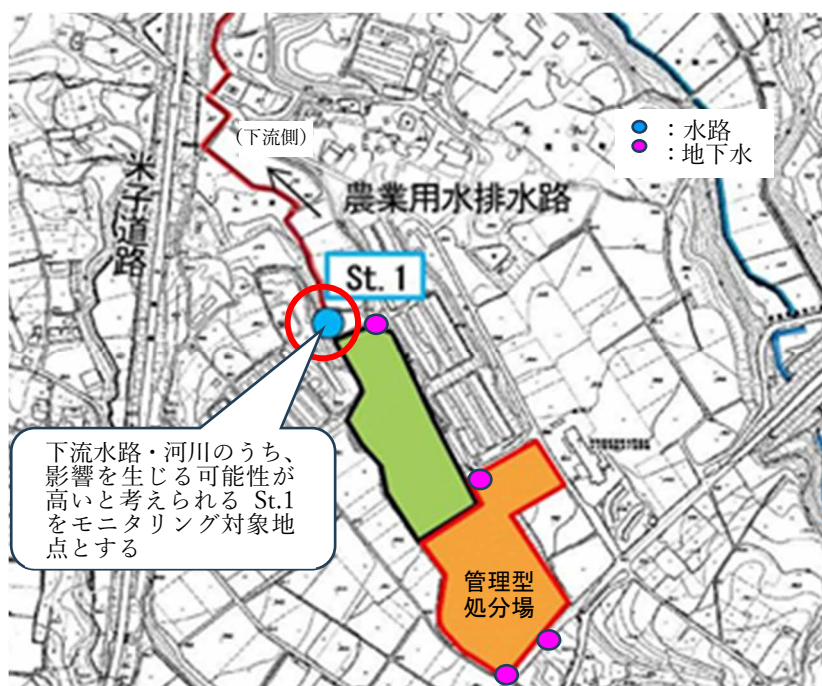 （下流側）
：水路
：地下水
米子道路
農業用水排水路
St. 1
下流水路・河川のうち、
影響を生じる可能性が
高いと考えられる St.1
をモニタリング対象地
点とする
管理型
処分場